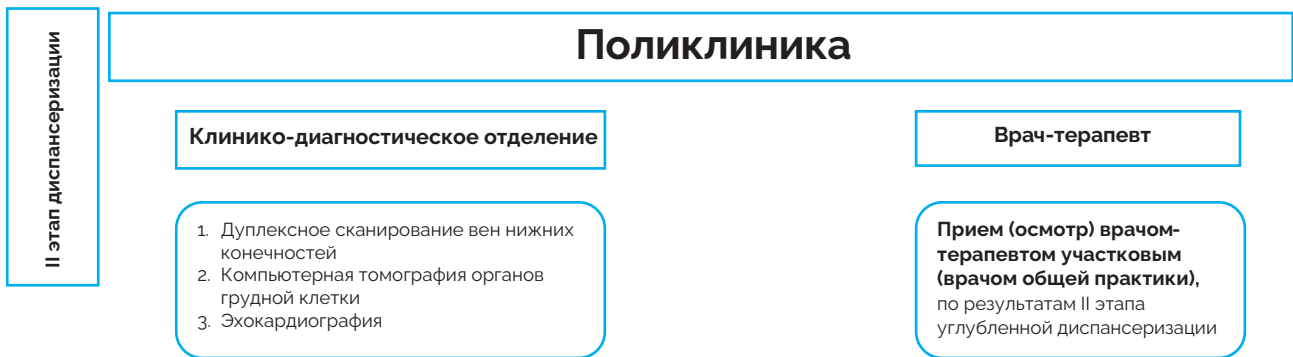 II этап диспансеризации
Поликлиника
Клинико-диагностическое отделение
1. Дуплексное сканирование вен нижних
конечностей
2. Компьютерная томография органов
грудной клетки
3. Эхокардиография
Врач-терапевт
Прием (осмотр) врачом-
терапевтом участковым
(врачом общей практики),
по результатам II этапа
углубленной диспансеризации